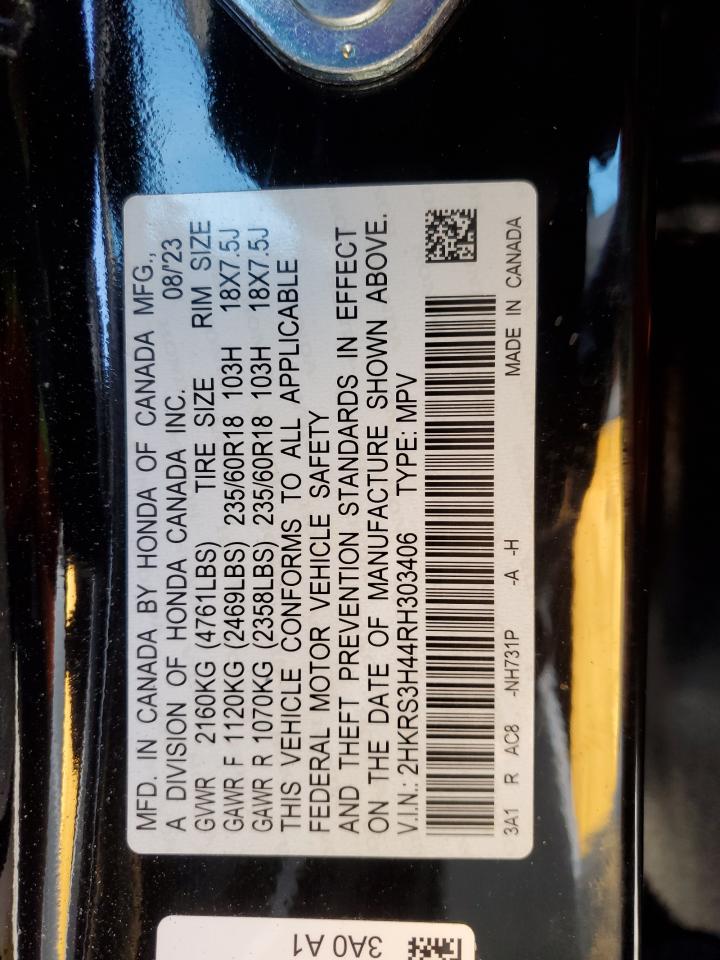 MFD. IN CANADA BY HONDA OF CANADA MFG.,
A DIVISION OF HONDA CANADA INC. 08/'23
GVWR 2160KG (4761LBS) TIRE SIZE RIM SIZE
GAWR F 1120KG (2469LBS) 235/60R18 103H 18X7.5J
GAWR R 1070KG (2358LBS) 235/60R18 103H 18X7.5J
THIS VEHICLE CONFORMS TO ALL APPLICABLE
FEDERAL MOTOR VEHICLE SAFETY
AND THEFT PREVENTION STANDARDS IN EFFECT
ON THE DATE OF MANUFACTURE SHOWN ABOVE.
V.I.N.: 2HKRS3H44RH303406 TYPE: MPV
3A1 R AC8 -NH731P -A -H MADE IN CANADA
3A0 A1